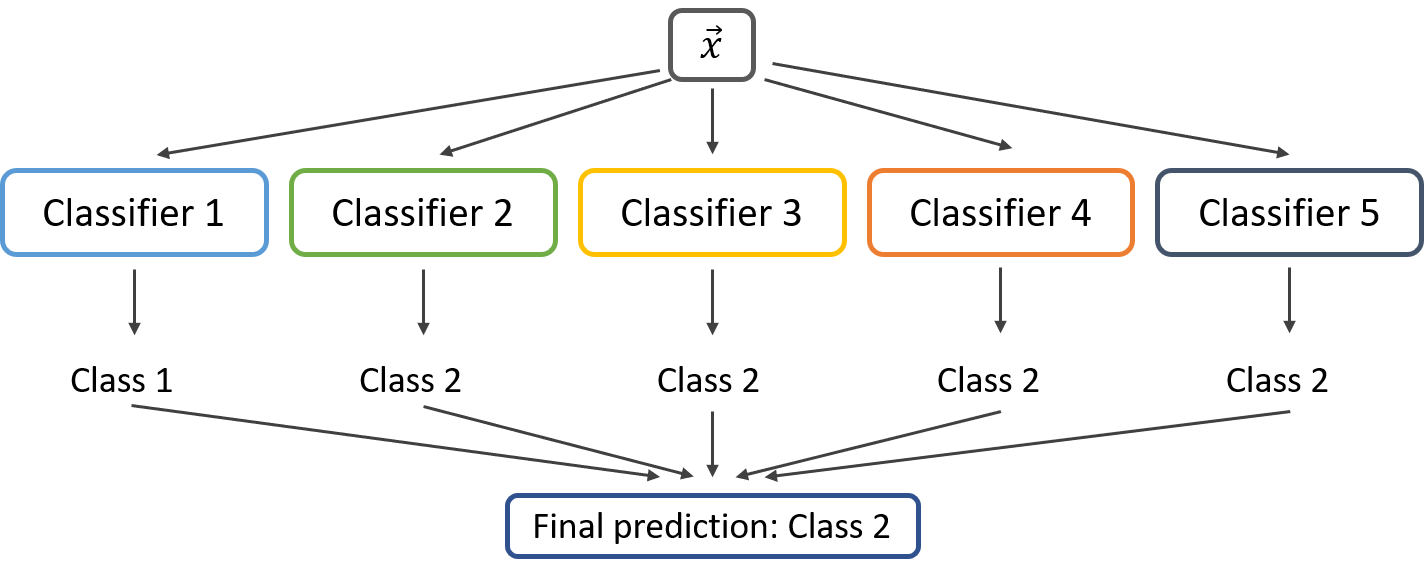 x⃗
Classifier 1
Classifier 2
Classifier 3
Classifier 4
Classifier 5
Class 1
Class 2
Class 2
Class 2
Class 2
Final prediction: Class 2